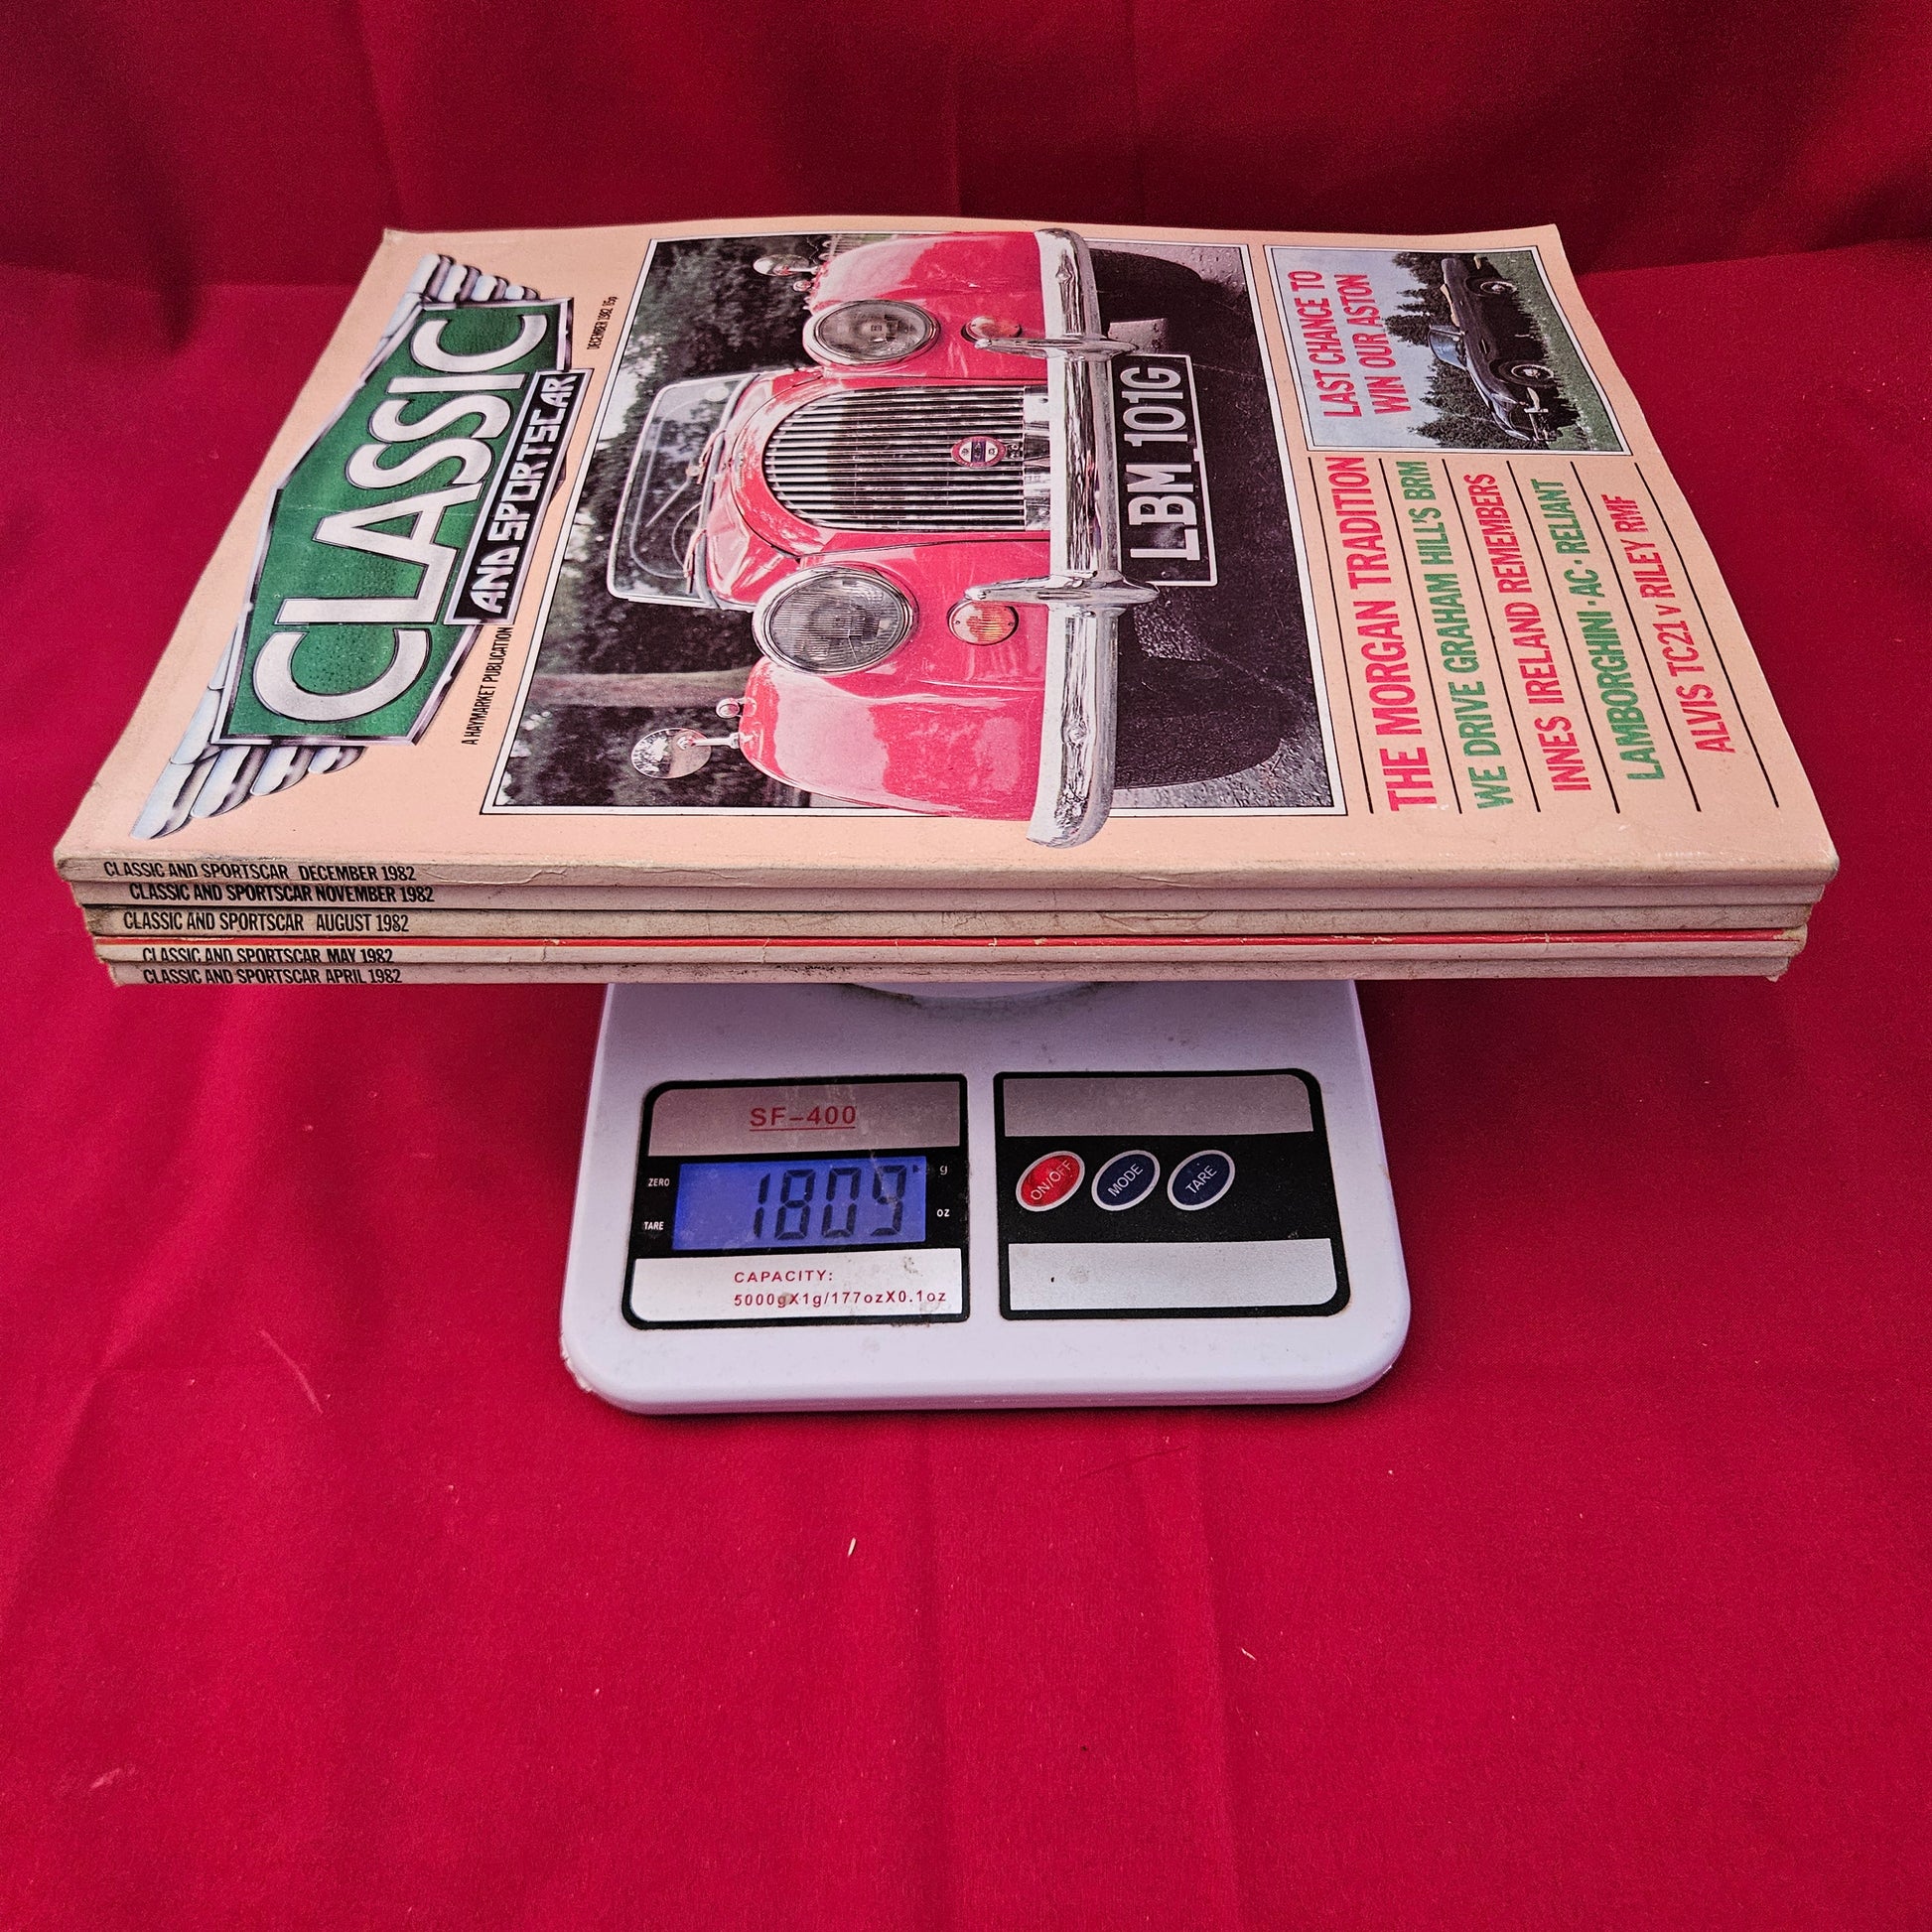 CLASSIC
AND SPORTSCAR
A HAYMARKET PUBLICATION
DECEMBER 1982
LBM 101G
LAST CHANCE TO
WIN OUR ASTON
THE MORGAN TRADITION
WE DRIVE GRAHAM HILL'S BRM
INNES IRELAND REMEMBERS
LAMBORGHINI · AC · RELIANT
ALVIS TC21 v RILEY RMF
CLASSIC AND SPORTSCAR DECEMBER 1982
CLASSIC AND SPORTSCAR NOVEMBER 1982
CLASSIC AND SPORTSCAR AUGUST 1982
CLASSIC AND SPORTSCAR MAY 1982
CLASSIC AND SPORTSCAR APRIL 1982
SF-400
ZERO
TARE
1809
g
oz
CAPACITY:
5000gX1g/177ozX0.1oz
ON/OFF
MODE
TARE